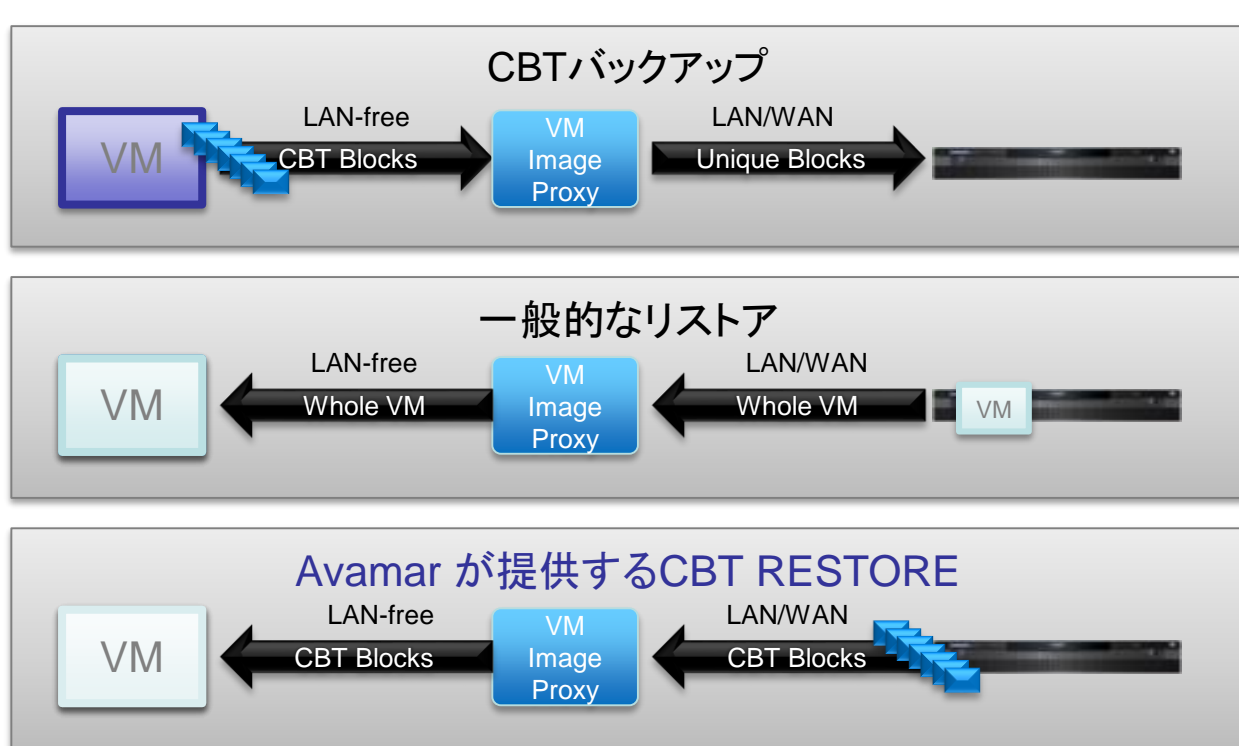 CBTバックアップ
VM
LAN-free
CBT Blocks
VM
Image
Proxy
LAN/WAN
Unique Blocks
一般的なリストア
VM
LAN-free
Whole VM
VM
Image
Proxy
LAN/WAN
Whole VM
VM
Avamar が提供するCBT RESTORE
VM
LAN-free
CBT Blocks
VM
Image
Proxy
LAN/WAN
CBT Blocks